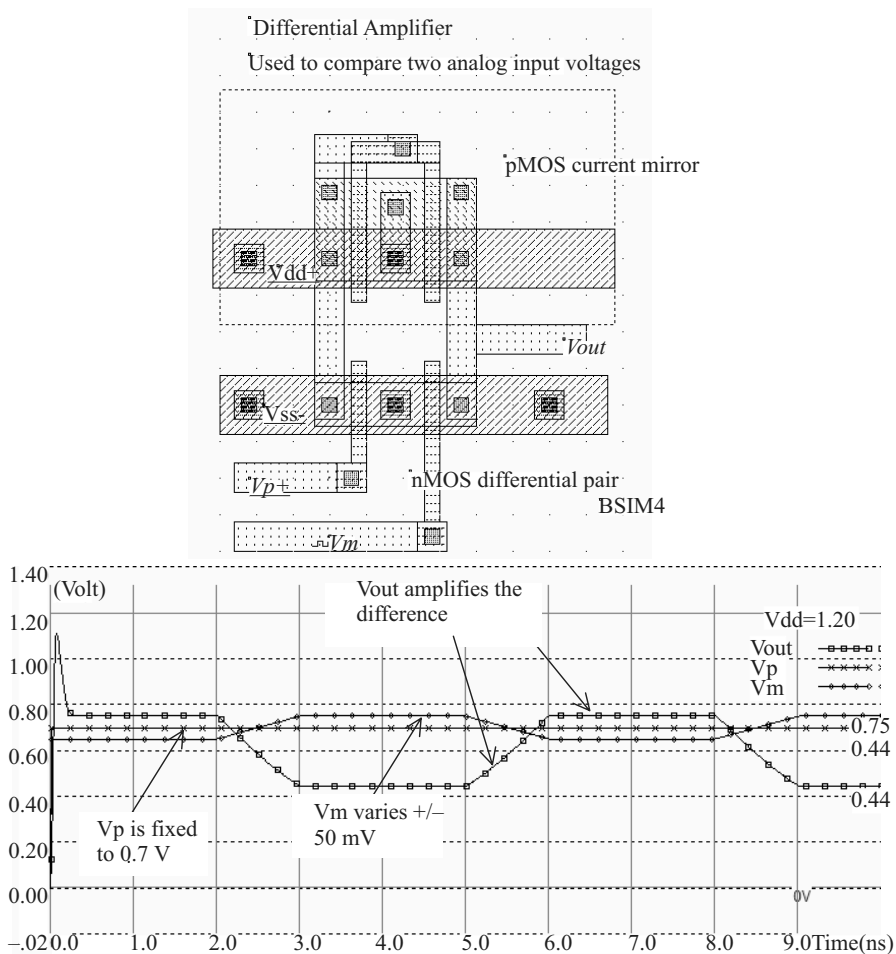 Differential Amplifier
Used to compare two analog input voltages
pMOS current mirror
Vdd+
Vout
Vss-
Vp+
nMOS differential pair
BSIM4
Vm
1.40
(Volt)
Vout amplifies the
difference
1.20
Vdd=1.20
Vout
1.00
Vp
Vm
0.80
0.75
0.44
0.60
0.40
0.44
Vm varies +/–
50 mV
Vp is fixed
to 0.7 V
0.20
0.00
0V
–.02 0.0 1.0 2.0 3.0 4.0 5.0 6.0 7.0 8.0 9.0 Time(ns)